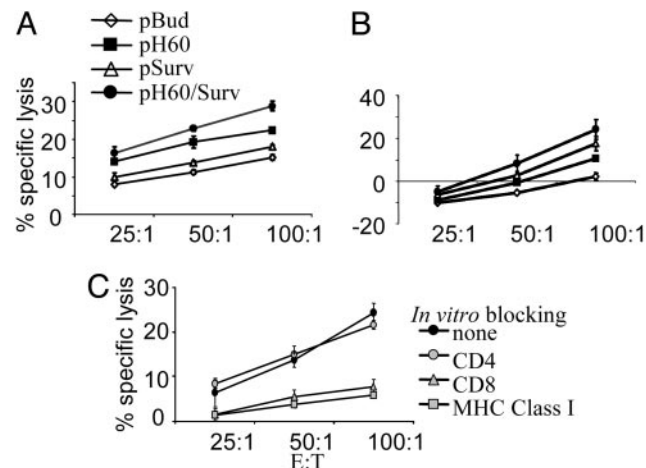 A
pBud
pH60
pSurv
pH60/Surv
% specific lysis
30
20
10
0
25:1 50:1 100:1
B
40
20
0
-20
25:1 50:1 100:1
C
% specific lysis
30
20
10
0
25:1 50:1 100:1
E:T
In vitro blocking
none
CD4
CD8
MHC Class I